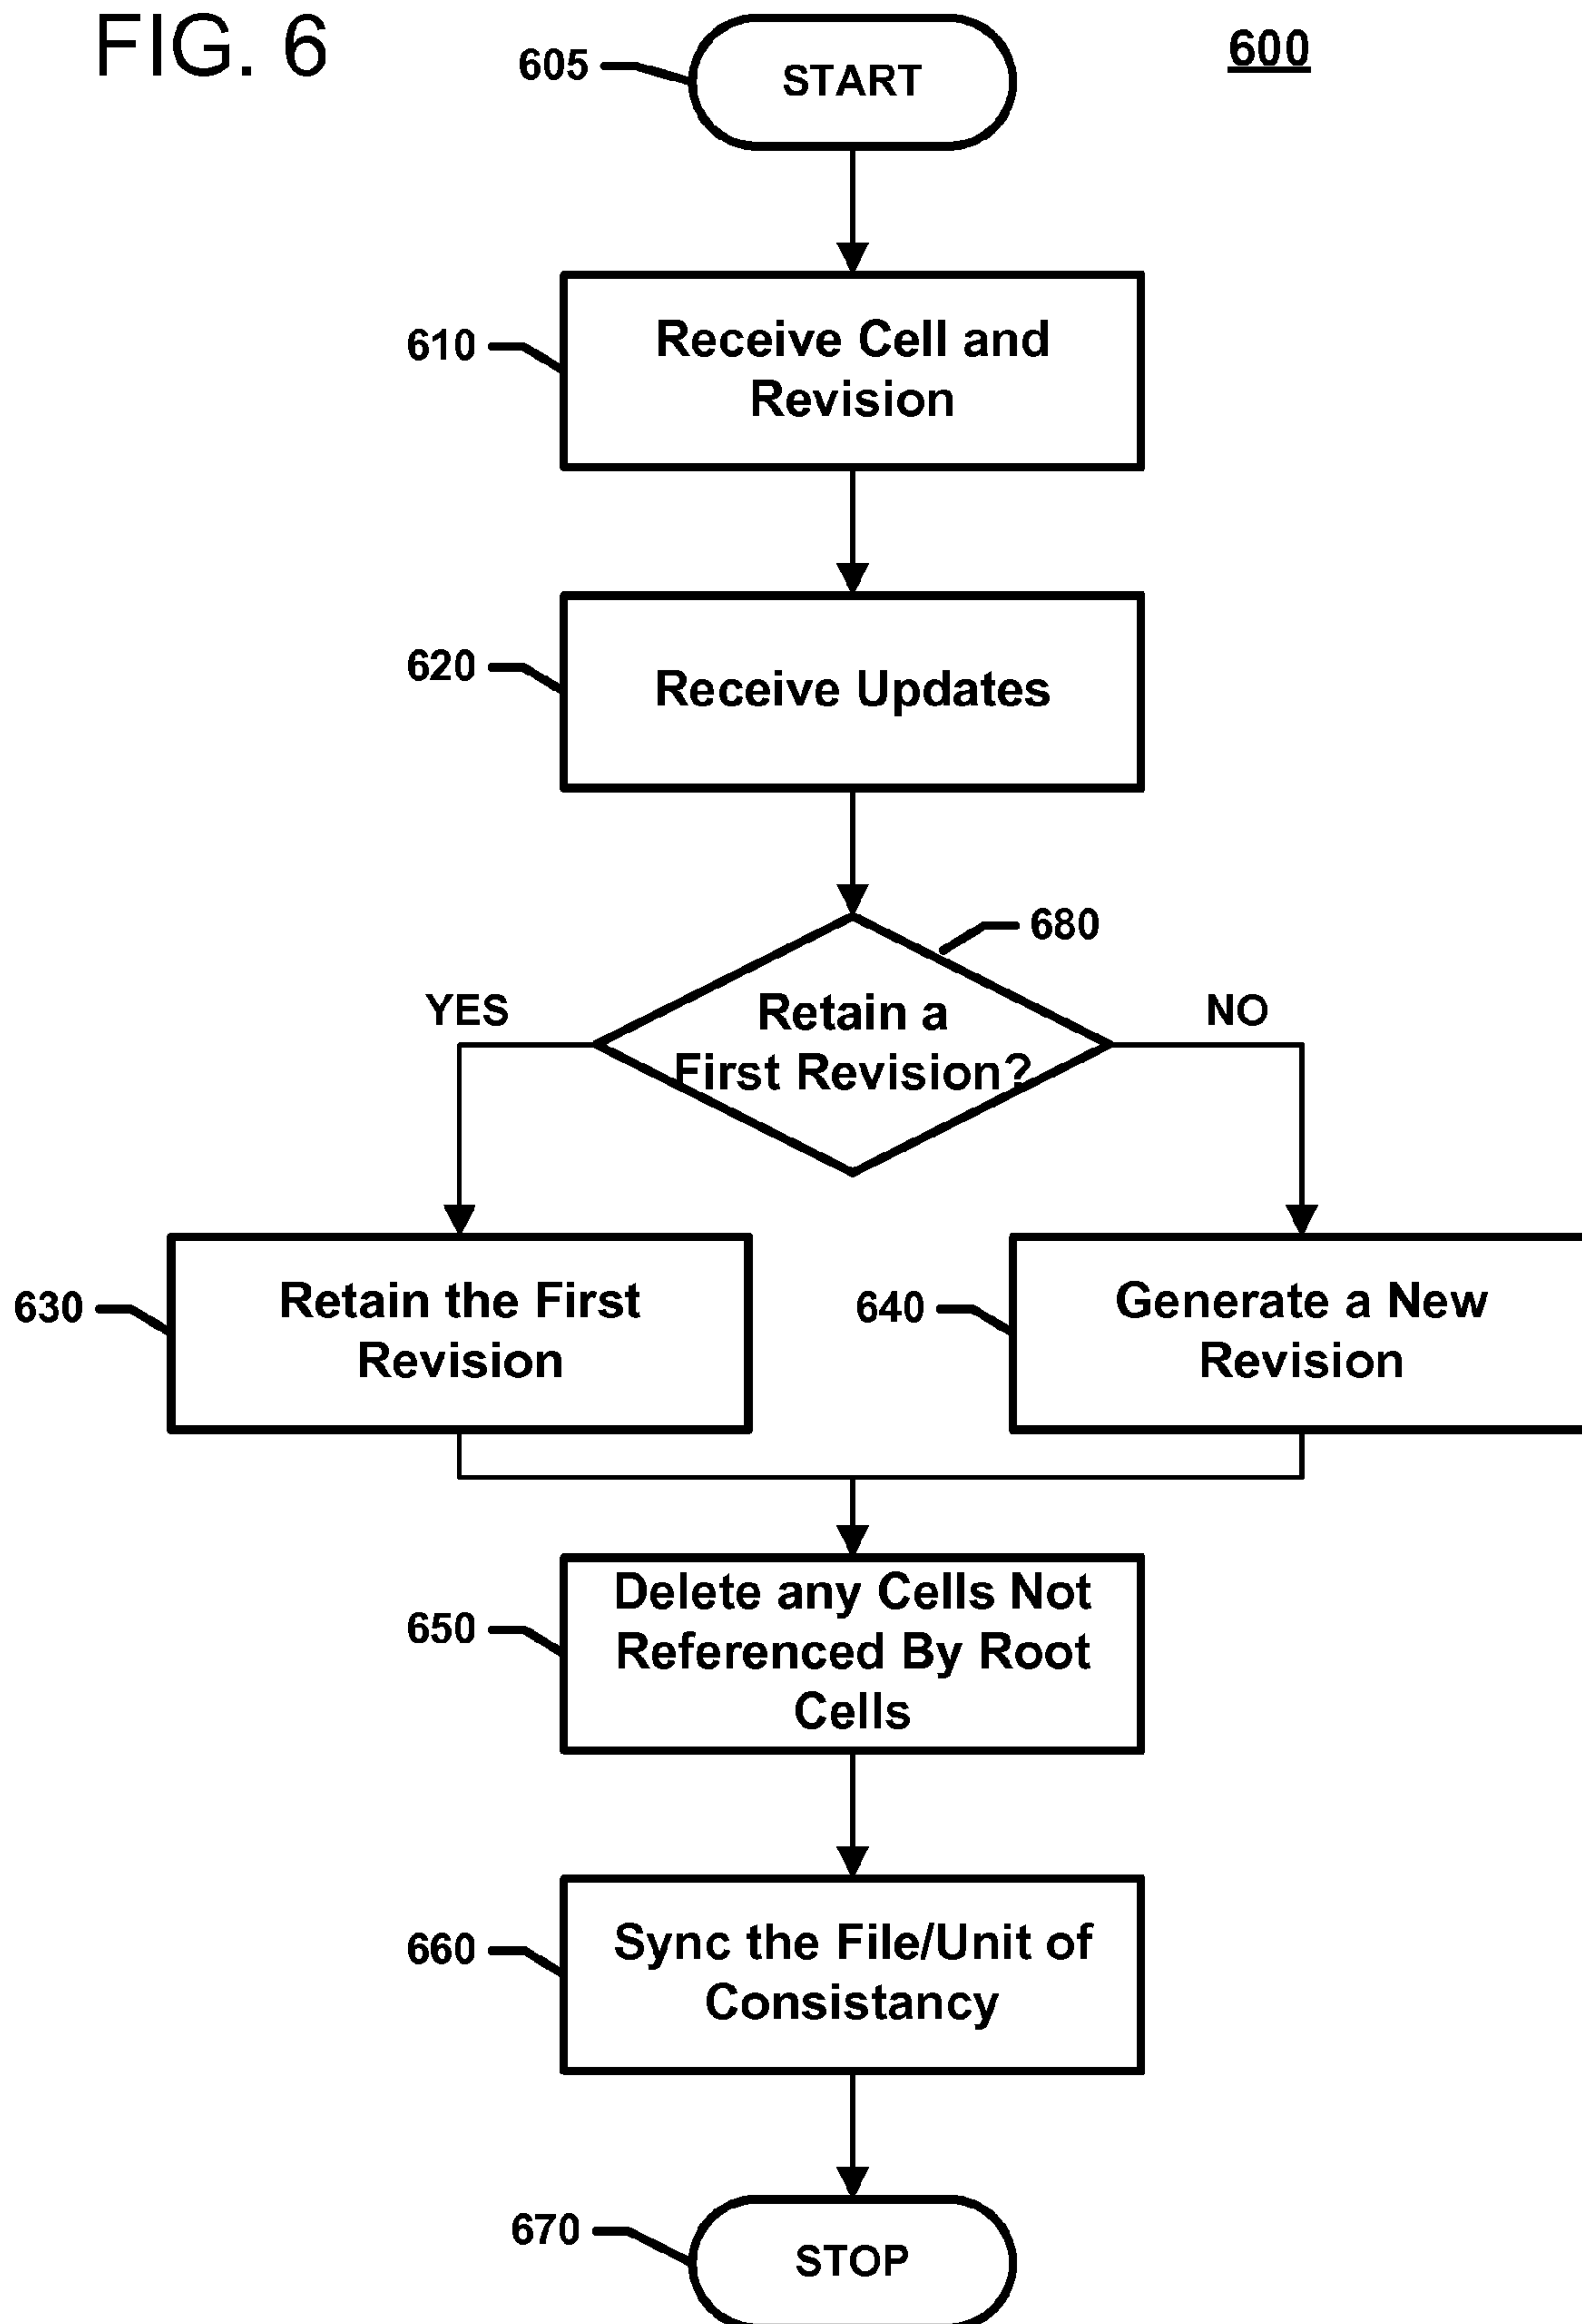 FIG. 6
600
605
START
610
Receive Cell and
Revision
620
Receive Updates
680
YES
Retain a
First Revision?
NO
630
Retain the First
Revision
640
Generate a New
Revision
650
Delete any Cells Not
Referenced By Root
Cells
660
Sync the File/Unit of
Consistancy
670
STOP